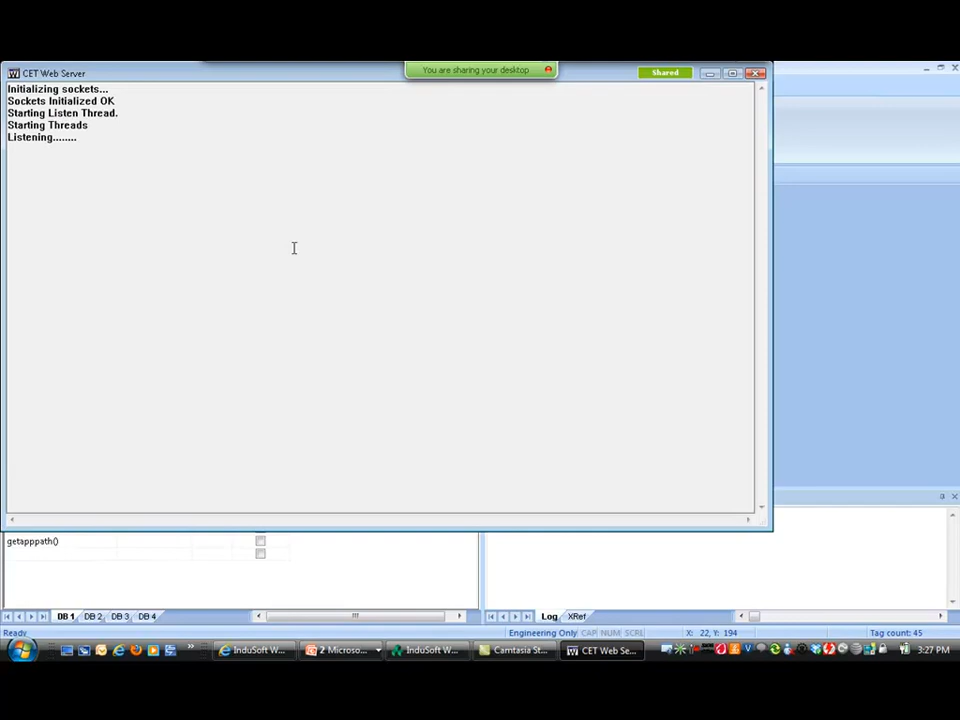 CET Web Server
You are sharing your desktop
Shared
Initializing sockets...
Sockets Initialized OK
Starting Listen Thread.
Starting Threads
Listening........
getapppath()
DB 1 DB 2 DB 3 DB 4
Log XRef
Ready
Engineering Only CAP NUM SCRL X: 22, Y: 194 Tag count: 45
InduSoft W... 2 Microso... InduSoft W... Camtasia St... CET Web Se... 3:27 PM